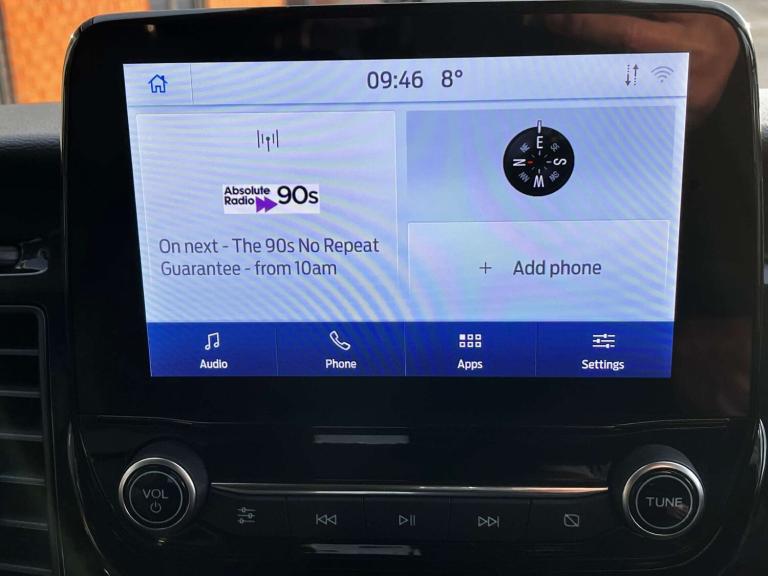 09:46 8°
Absolute
Radio 90s
On next - The 90s No Repeat
Guarantee - from 10am
E
N S
W
+ Add phone
Audio Phone Apps Settings
VOL
TUNE